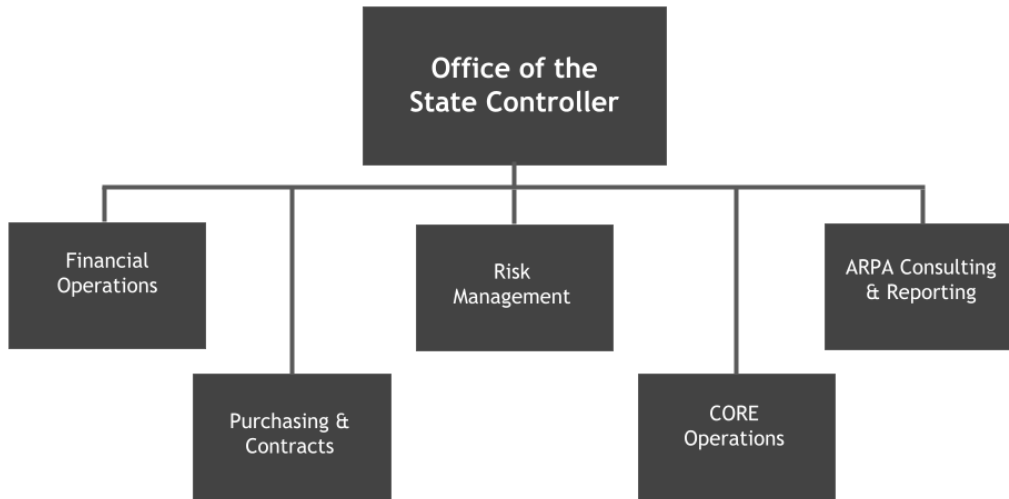 Office of the
State Controller
Financial
Operations
Risk
Management
ARPA Consulting
& Reporting
Purchasing &
Contracts
CORE
Operations